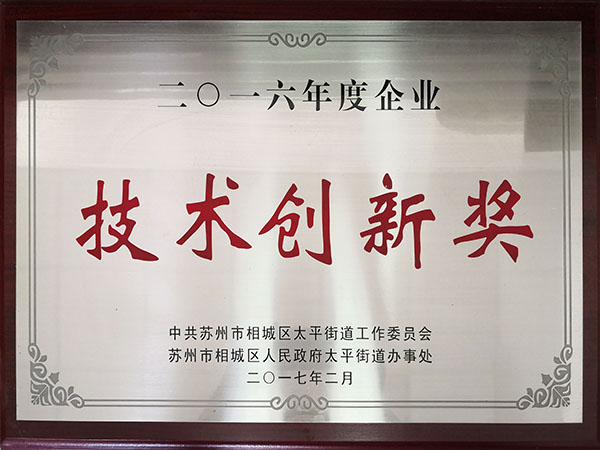 二〇一六年度企业
技术创新奖
中共苏州市相城区太平街道工作委员会
苏州市相城区人民政府太平街道办事处
二〇一七年二月